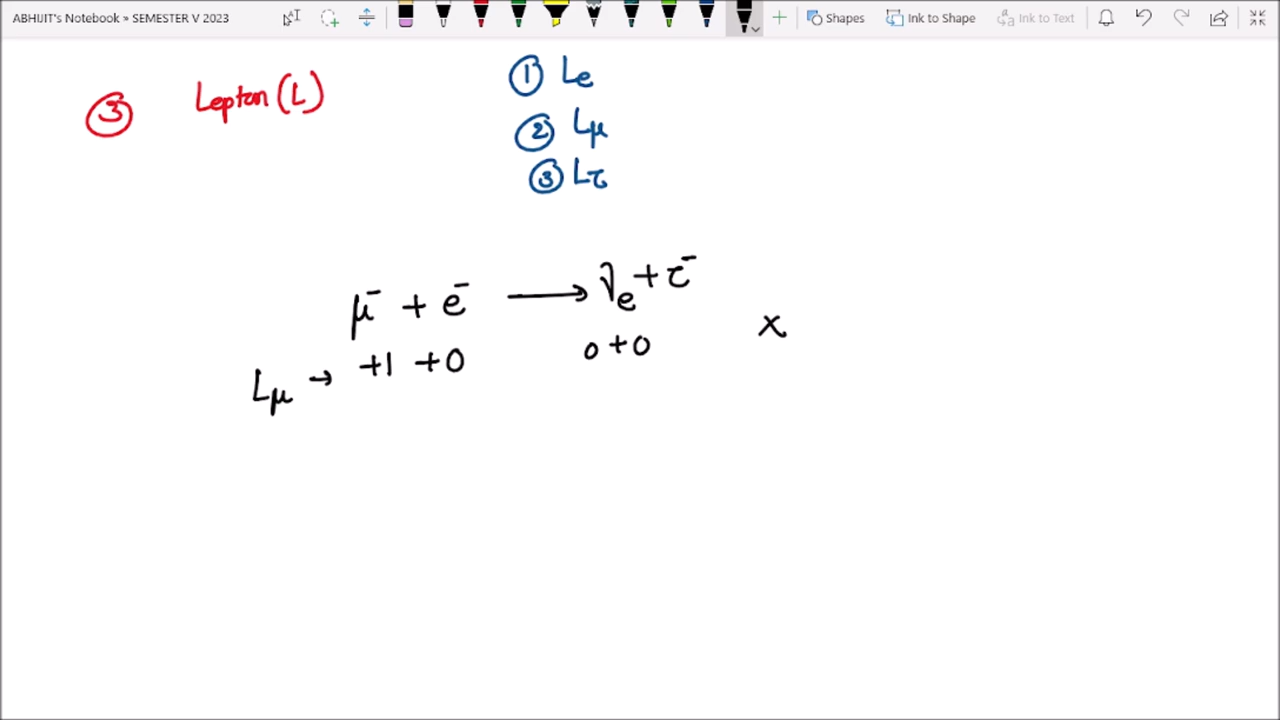 ABHIJIT's Notebook » SEMESTER V 2023
Shapes
Ink to Shape
Ink to Text
③ Lepton (L)
① Le
② Lμ
③ Lτ
μ⁻ + e⁻ ⟶ νe + τ⁻
Lμ → +1 +0 0 + 0 ×